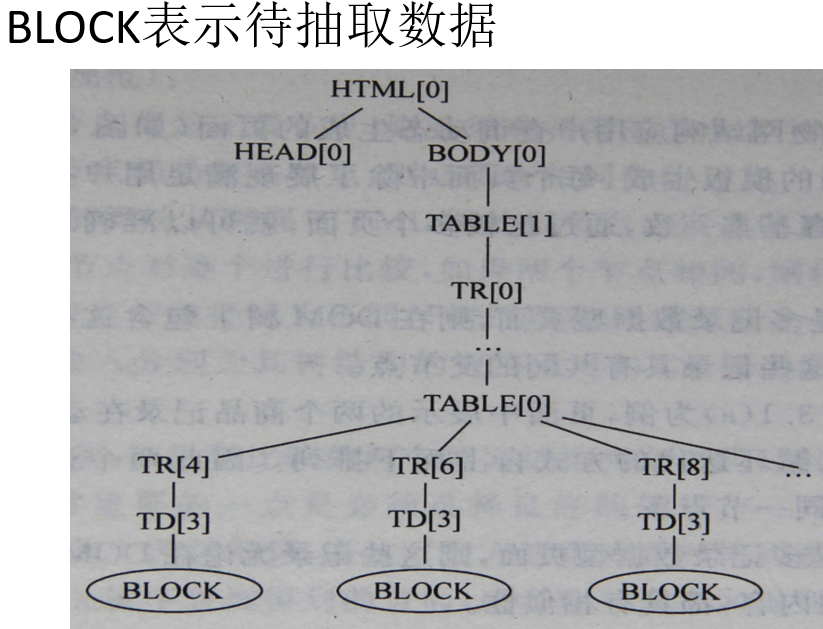 BLOCK表示待抽取数据
HTML[0]
HEAD[0] BODY[0]
TABLE[1]
TR[0]
...
TABLE[0]
TR[4] TR[6] TR[8] ...
TD[3] TD[3] TD[3]
BLOCK BLOCK BLOCK